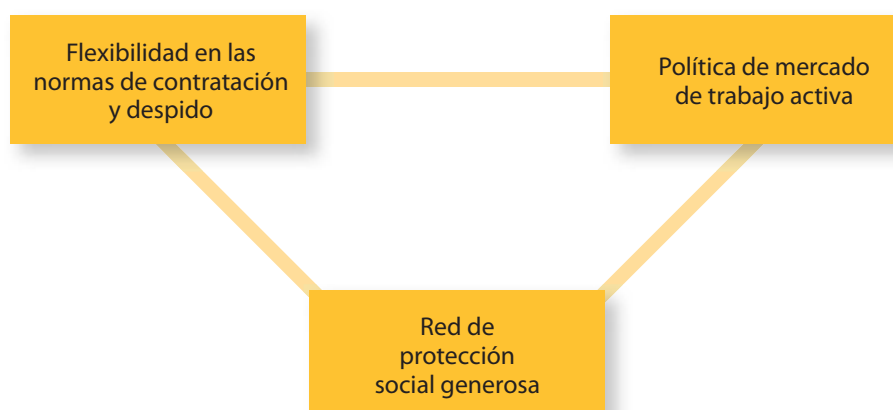 Flexibilidad en las
normas de contratación
y despido
Política de mercado
de trabajo activa
Red de
protección
social generosa